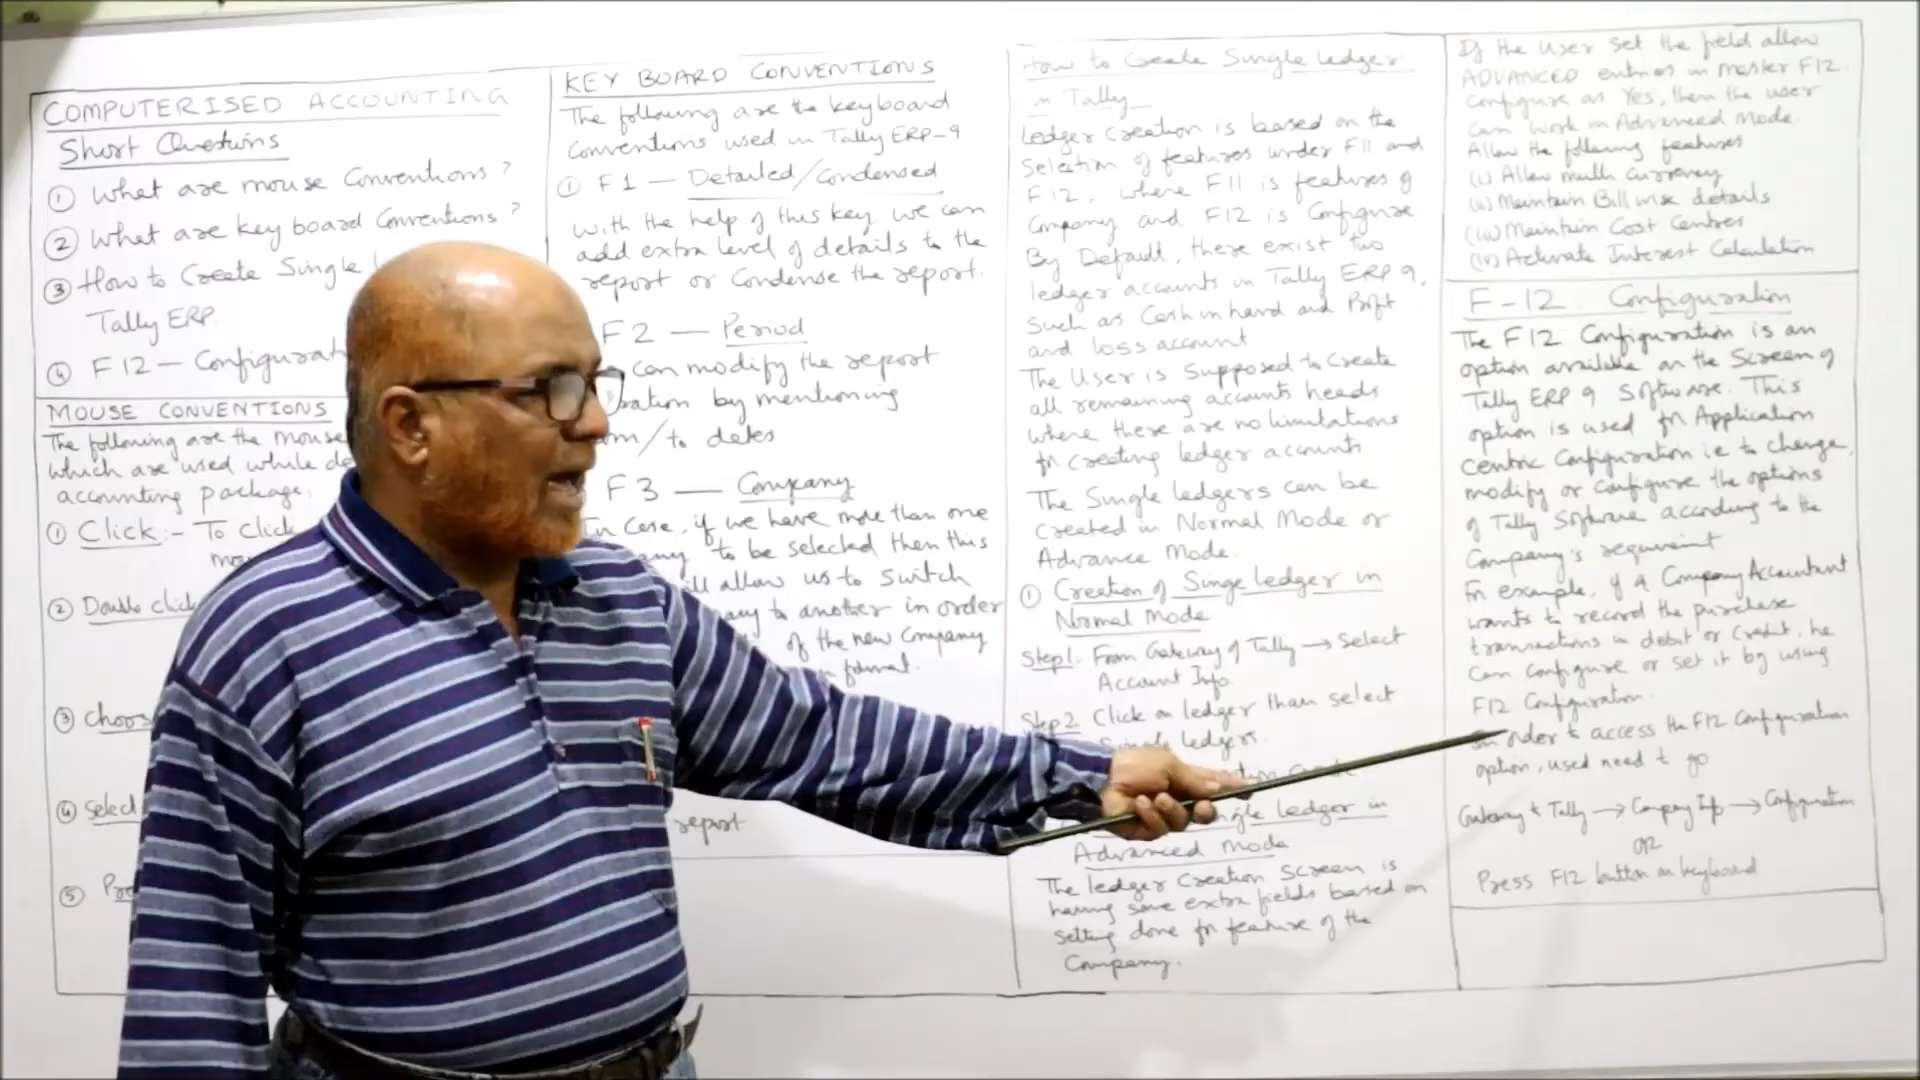 COMPUTERISED ACCOUNTING
Short Questions
① What are mouse Conventions?
② What are key board Conventions?
③ How to Create Single
Tally ERP.
④ F12 — Configurati
MOUSE CONVENTIONS
The following are the mouse
which are used while
accounting package.
① Click :- To click
② Double click
③
④ Select
⑤
KEY BOARD CONVENTIONS
The following are the keyboard
Conventions used in Tally ERP-9
① F1 — Detailed/Condensed
With the help of this key we can
add extra level of details to the
report or Condense the report.
F2 — Period
can modify the report
by mentioning
/to dates
F3 — Company
In Case, if we have more than one
to be selected then this
allow us to switch
to another in order
of the new Company
format.
report
How to Create Single ledger
in Tally
Ledger Creation is based on the
Selection of features under F11 and
F12, where F11 is features of
Company and F12 is Configure.
By Default, there exist two
ledger accounts in Tally ERP 9,
Such as Cash in hand and Profit
and loss account
The User is Supposed to Create
all remaining accounts heads
where there are no limitations
for creating ledger accounts
The Single ledgers can be
created in Normal Mode or
Advance Mode.
① Creation of Singe ledger in
Normal Mode
Step1. From Gateway of Tally → Select
Account Info.
Step 2 Click on ledger than select
ledgers.
ledger in
Advanced mode
The ledger Creation Screen is
having some extra fields based on
Setting done for feature of the
Company.
If the User set the field allow
ADVANCED entries in master F12
Configure as Yes, then the user
can work in Advanced Mode.
Allow the following features
(i) Allow multi Currency
(ii) Maintain Bill wise details
(iii) Maintain Cost Centres
(iv) Activate Interest Calculation
F-12 Configuration
The F12 Configuration is an
option available on the Screen of
Tally ERP 9 Software. This
option is used for Application
Centric Configuration i.e to change,
modify or Configure the options
of Tally Software according to the
Company's
For example, if a Company Accountant
wants to record the purchase
transactions in debit or Credit, he
Can Configure or set it by using
F12 Configuration.
In order to access the F12 Configuration
option, used need to go
Gateway of Tally → Company Info → Configuration
OR
Press F12 button on keyboard